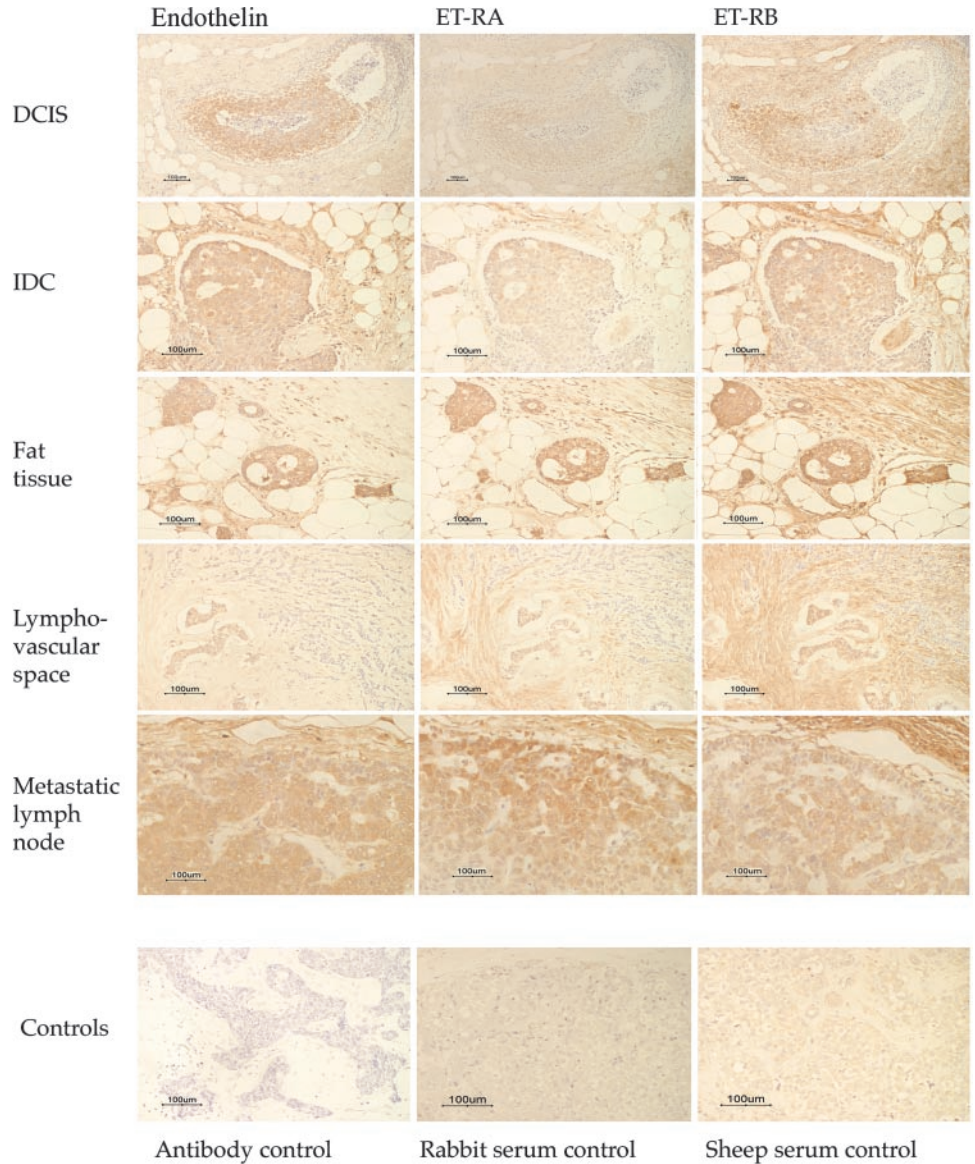 Endothelin ET-RA ET-RB
DCIS
100um 100um 100um
IDC
100um 100um 100um
Fat
tissue
100um 100um 100um
Lympho-
vascular
space
100um 100um 100um
Metastatic
lymph
node
100um 100um 100um
Controls
100um 100um 100um
Antibody control Rabbit serum control Sheep serum control